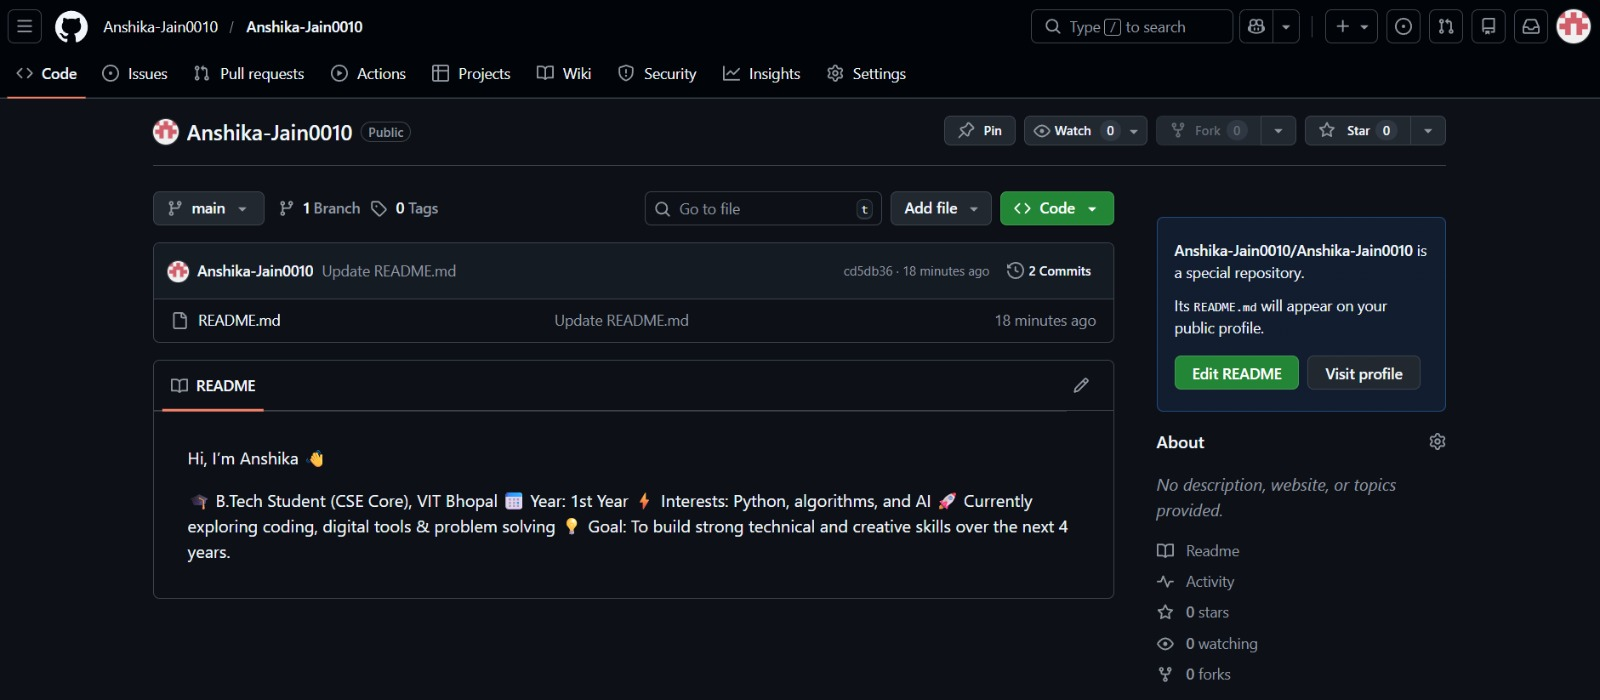 Anshika-Jain0010 / Anshika-Jain0010
Type / to search
Code Issues Pull requests Actions Projects Wiki Security Insights Settings
Anshika-Jain0010 Public
Pin Watch 0 Fork 0 Star 0
main 1 Branch 0 Tags
Go to file t Add file Code
Anshika-Jain0010 Update README.md cd5db36 · 18 minutes ago 2 Commits
README.md Update README.md 18 minutes ago
README
Hi, I’m Anshika 👋
🎓 B.Tech Student (CSE Core), VIT Bhopal 📅 Year: 1st Year ⚡ Interests: Python, algorithms, and AI 🚀 Currently
exploring coding, digital tools & problem solving 💡 Goal: To build strong technical and creative skills over the next 4
years.
Anshika-Jain0010/Anshika-Jain0010 is
a special repository.
Its README.md will appear on your
public profile.
Edit README Visit profile
About
No description, website, or topics
provided.
Readme
Activity
0 stars
0 watching
0 forks